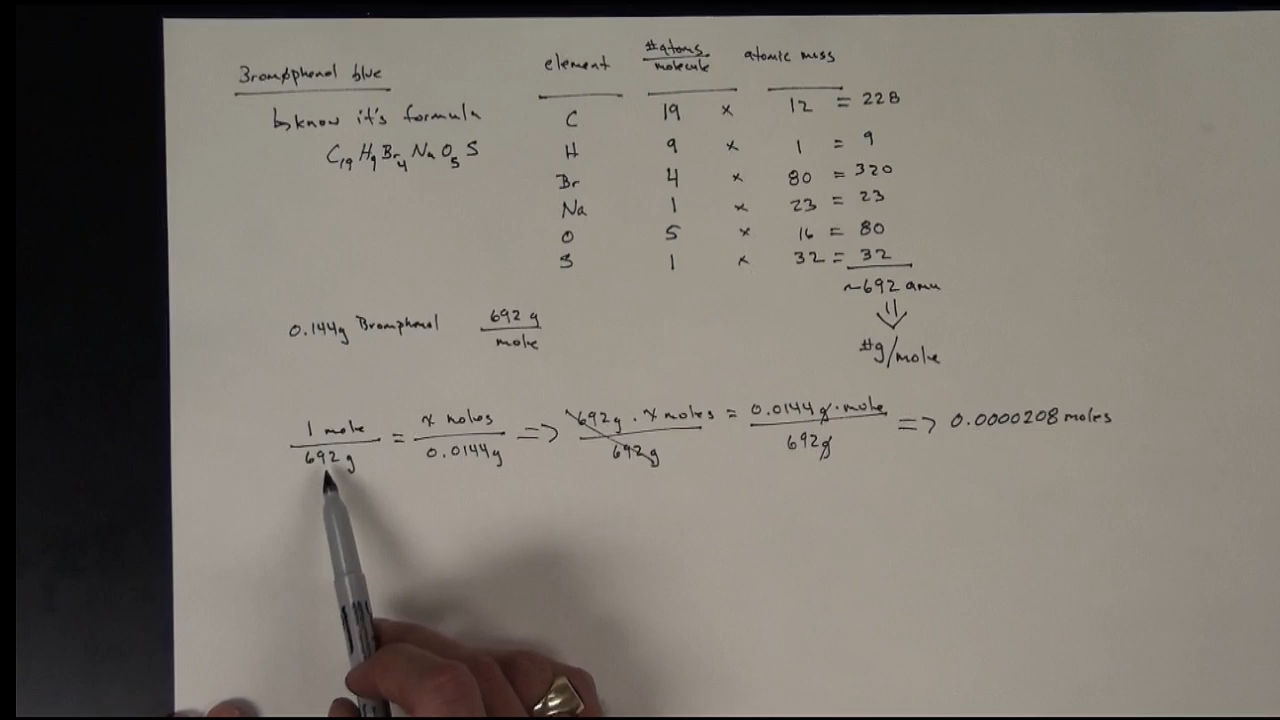 Bromophenol blue
↳ know it's formula
C19 H9 Br4 Na O5 S
element #atoms/molecule atomic mass
C 19 x 12 = 228
H 9 x 1 = 9
Br 4 x 80 = 320
Na 1 x 23 = 23
O 5 x 16 = 80
S 1 x 32 = 32
~692 amu
#g/mole
0.144g Bromphenol 692 g/mole
1 mole/692 g = x moles/0.0144g => 692g · x moles/692g = 0.0144 g · mole/692g => 0.0000208 moles